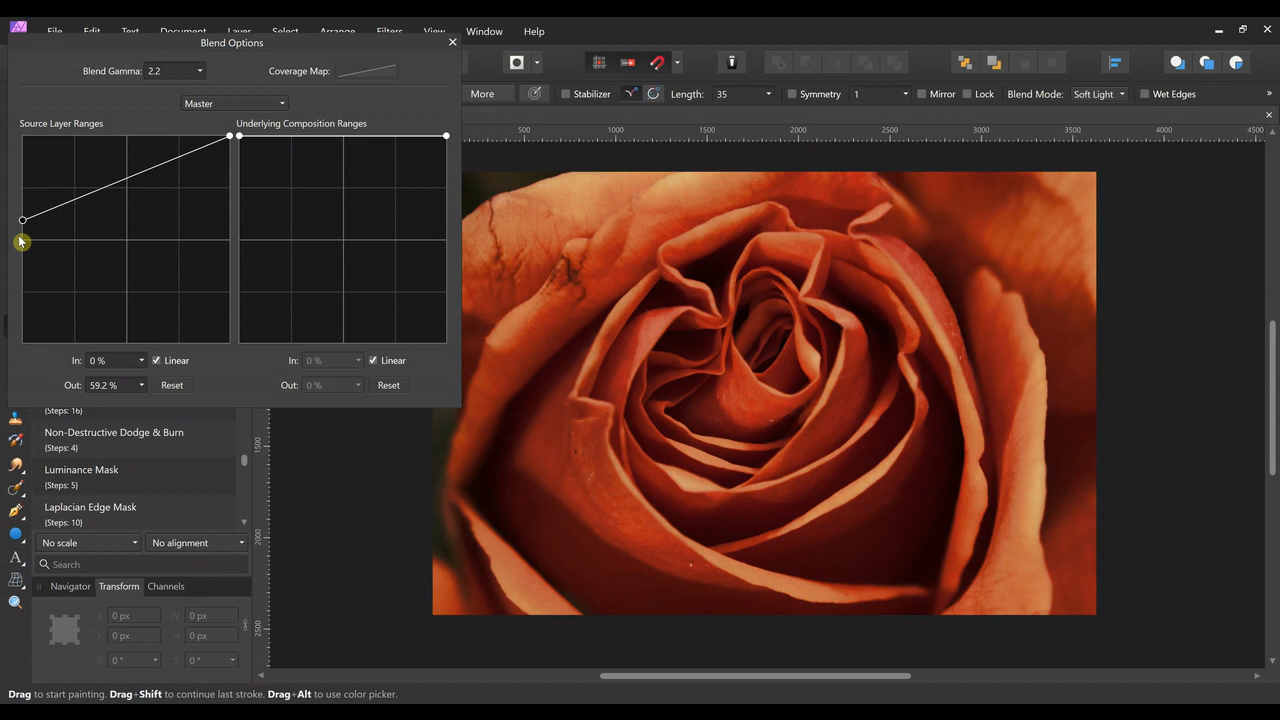 File Edit Text Document Layer Select Arrange Filters View Window Help
Blend Options
Blend Gamma: 2.2 Coverage Map:
Master
Source Layer Ranges Underlying Composition Ranges
In: 0 % Linear In: 0 % Linear
Out: 59.2 % Reset Out: 0 % Reset
More Stabilizer Length: 35 Symmetry 1 Mirror Lock Blend Mode: Soft Light Wet Edges
500 1000 1500 2000 2500 3000 3500 4000 4500
1500
2000
2500
(Steps: 16)
Non-Destructive Dodge & Burn
(Steps: 4)
Luminance Mask
(Steps: 5)
Laplacian Edge Mask
(Steps: 10)
No scale No alignment
Search
Navigator Transform Channels
X: 0 px W: 0 px
Y: 0 px H: 0 px
R: 0 ° S: 0 °
Drag to start painting. Drag+Shift to continue last stroke. Drag+Alt to use color picker.